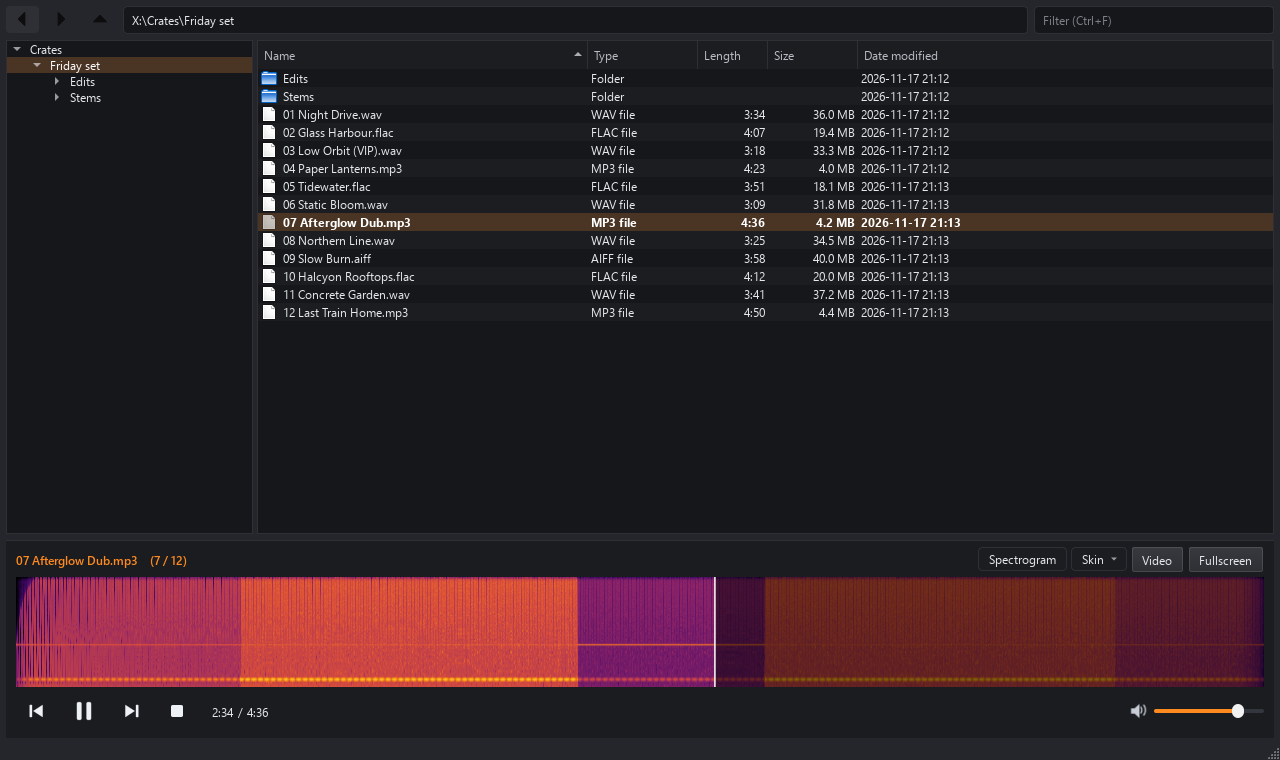 X:\Crates\Friday set
Filter (Ctrl+F)
Crates
Friday set
Edits
Stems
Name Type Length Size Date modified
Edits Folder 2026-11-17 21:12
Stems Folder 2026-11-17 21:12
01 Night Drive.wav WAV file 3:34 36.0 MB 2026-11-17 21:12
02 Glass Harbour.flac FLAC file 4:07 19.4 MB 2026-11-17 21:12
03 Low Orbit (VIP).wav WAV file 3:18 33.3 MB 2026-11-17 21:12
04 Paper Lanterns.mp3 MP3 file 4:23 4.0 MB 2026-11-17 21:12
05 Tidewater.flac FLAC file 3:51 18.1 MB 2026-11-17 21:13
06 Static Bloom.wav WAV file 3:09 31.8 MB 2026-11-17 21:13
07 Afterglow Dub.mp3 MP3 file 4:36 4.2 MB 2026-11-17 21:13
08 Northern Line.wav WAV file 3:25 34.5 MB 2026-11-17 21:13
09 Slow Burn.aiff AIFF file 3:58 40.0 MB 2026-11-17 21:13
10 Halcyon Rooftops.flac FLAC file 4:12 20.0 MB 2026-11-17 21:13
11 Concrete Garden.wav WAV file 3:41 37.2 MB 2026-11-17 21:13
12 Last Train Home.mp3 MP3 file 4:50 4.4 MB 2026-11-17 21:13
07 Afterglow Dub.mp3 (7 / 12)
Spectrogram Skin Video Fullscreen
2:34 / 4:36